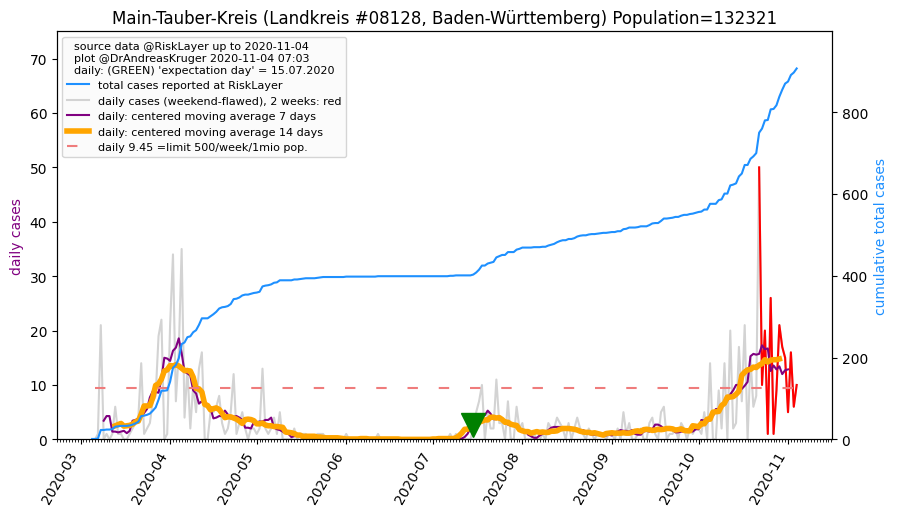 Main-Tauber-Kreis (Landkreis #08128, Baden-Württemberg) Population=132321
source data @RiskLayer up to 2020-11-04
plot @DrAndreasKruger 2020-11-04 07:03
daily: (GREEN) 'expectation day' = 15.07.2020
total cases reported at RiskLayer
daily cases (weekend-flawed), 2 weeks: red
daily: centered moving average 7 days
daily: centered moving average 14 days
daily 9.45 =limit 500/week/1mio pop.
daily cases
70
60
50
40
30
20
10
0
cumulative total cases
800
600
400
200
0
2020-03
2020-04
2020-05
2020-06
2020-07
2020-08
2020-09
2020-10
2020-11